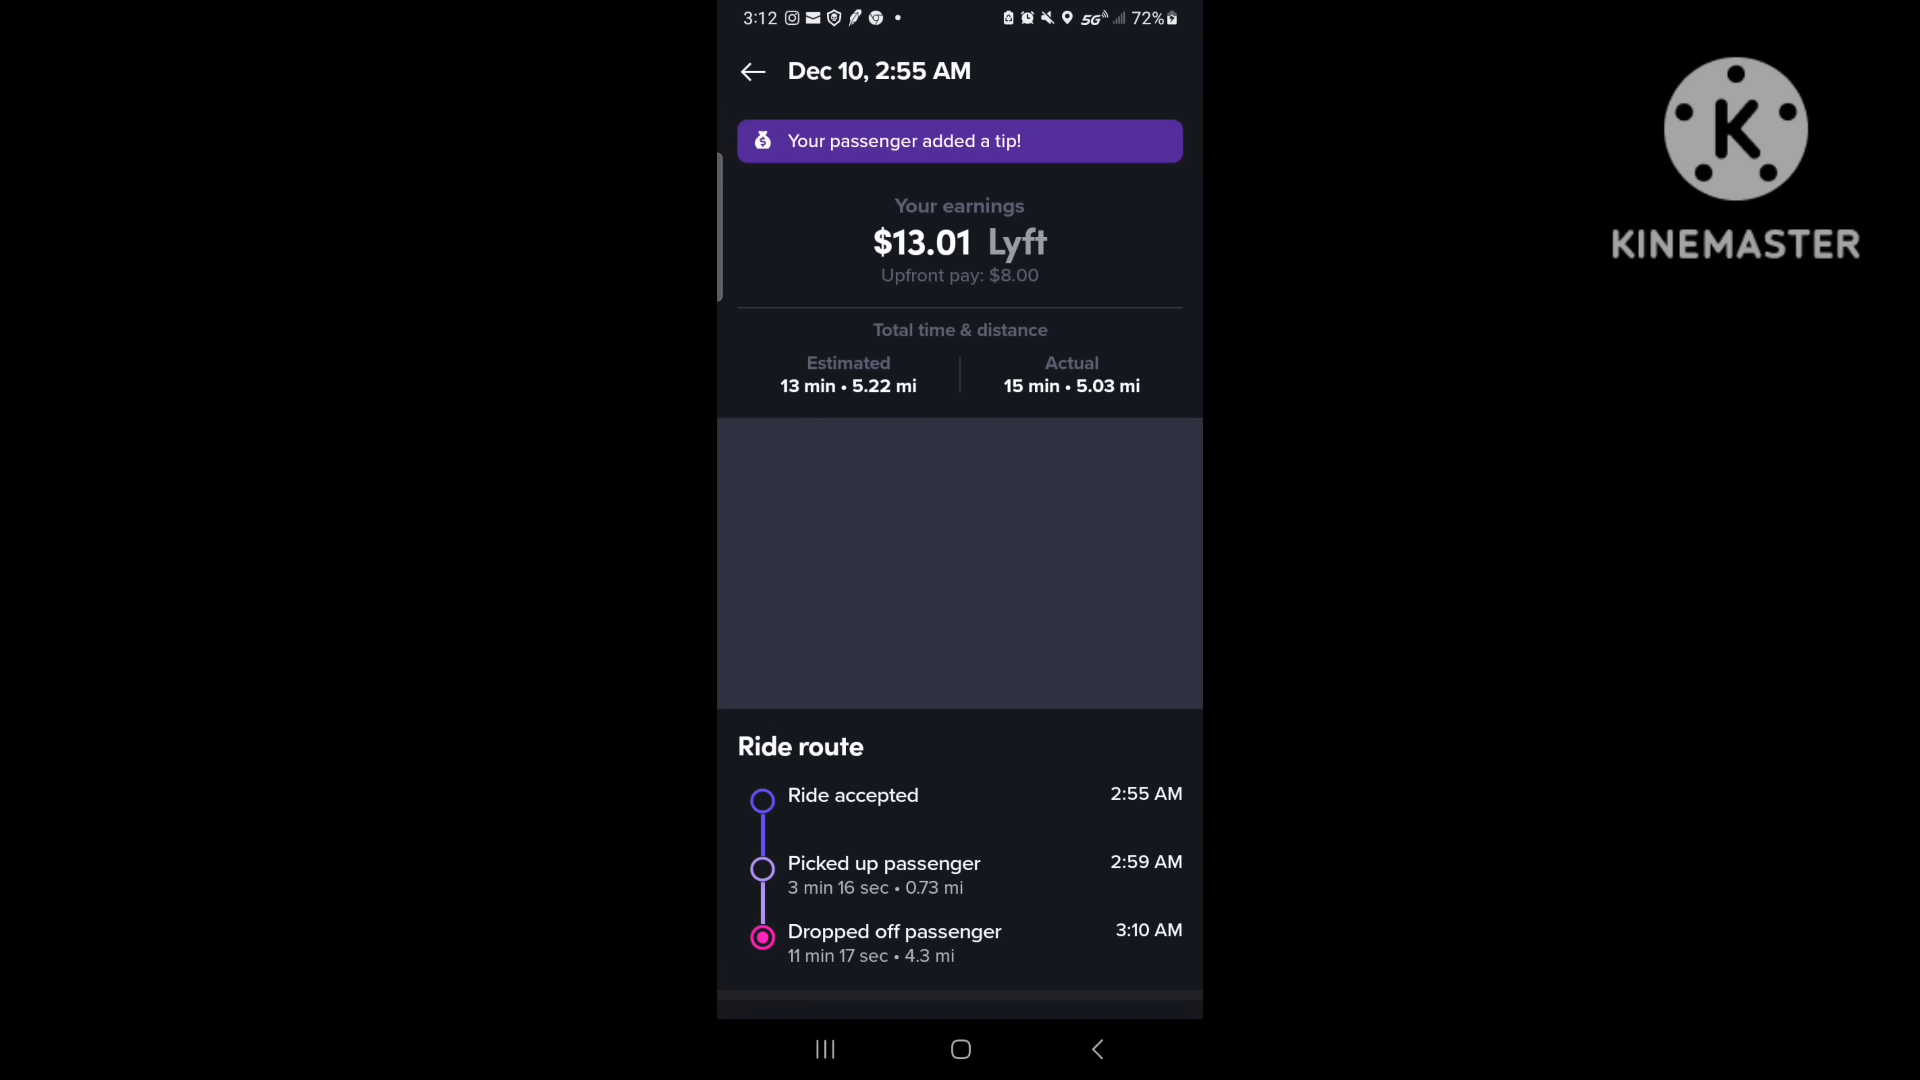 3:12 5G 72%
Dec 10, 2:55 AM
Your passenger added a tip!
Your earnings
$13.01 Lyft
Upfront pay: $8.00
Total time & distance
Estimated Actual
13 min • 5.22 mi 15 min • 5.03 mi
Ride route
Ride accepted 2:55 AM
Picked up passenger 2:59 AM
3 min 16 sec • 0.73 mi
Dropped off passenger 3:10 AM
11 min 17 sec • 4.3 mi
K
KINEMASTER